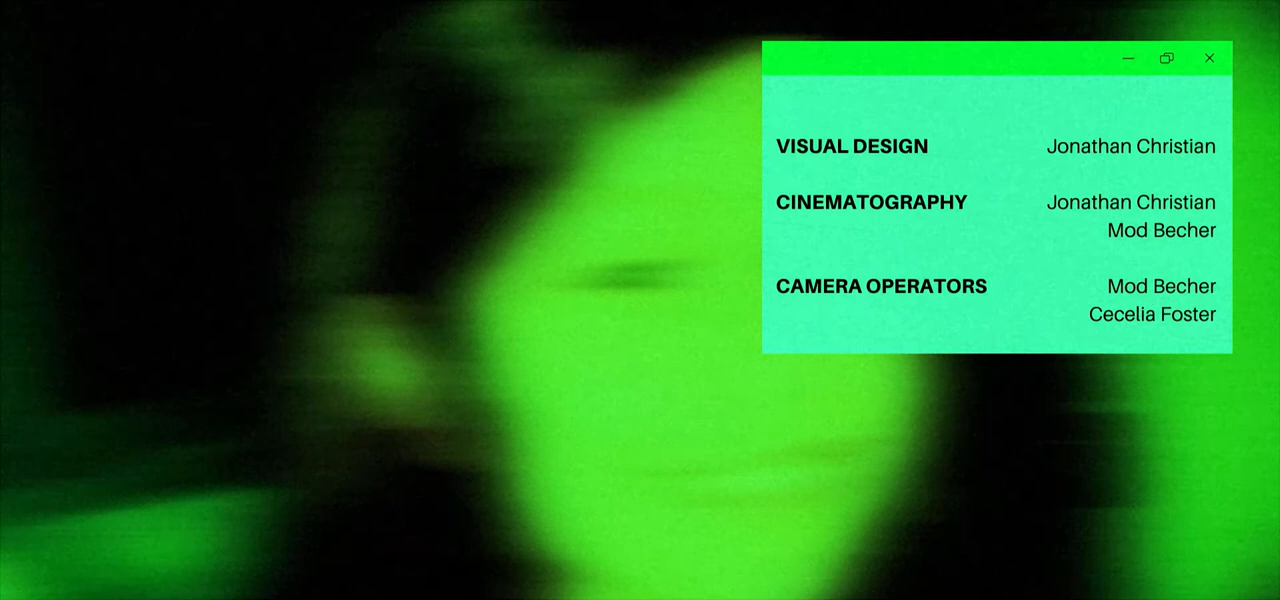 VISUAL DESIGN Jonathan Christian
CINEMATOGRAPHY Jonathan Christian
Mod Becher
CAMERA OPERATORS Mod Becher
Cecelia Foster